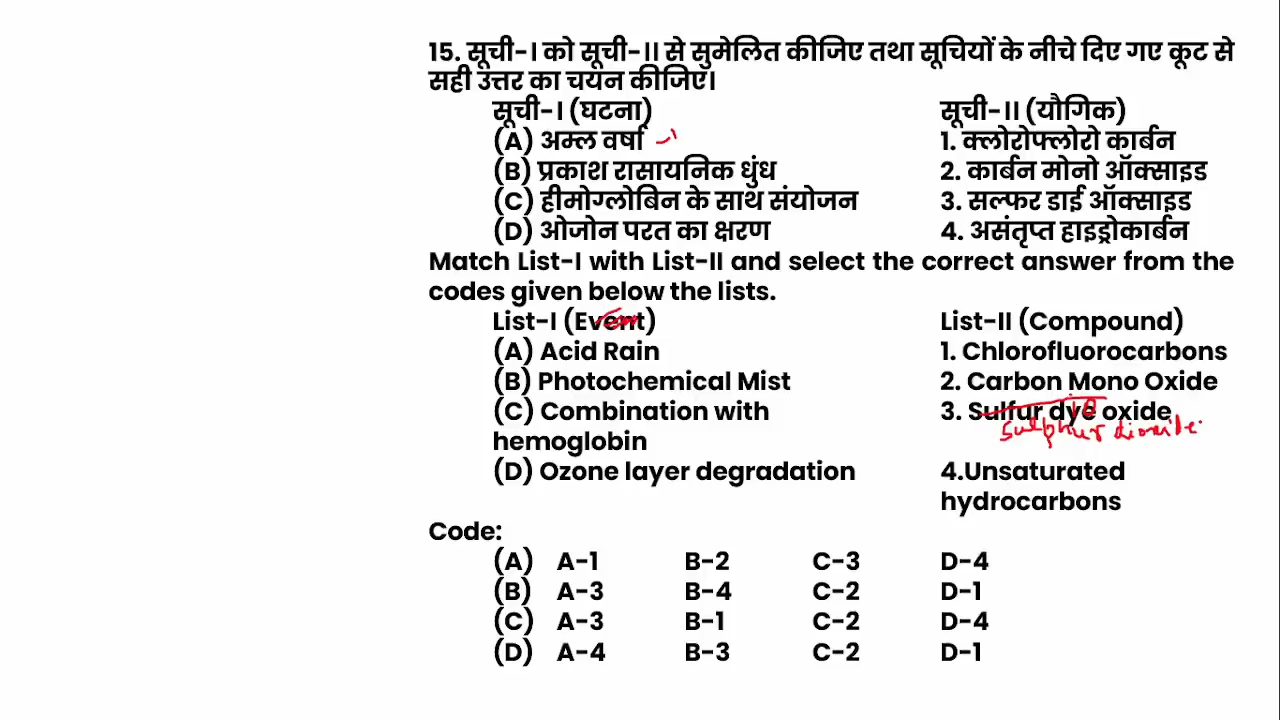 15. सूची-I को सूची-II से सुमेलित कीजिए तथा सूचियों के नीचे दिए गए कूट से
सही उत्तर का चयन कीजिए।
सूची-I (घटना) सूची-II (यौगिक)
(A) अम्ल वर्षा 1. क्लोरोफ्लोरो कार्बन
(B) प्रकाश रासायनिक धुंध 2. कार्बन मोनो ऑक्साइड
(C) हीमोग्लोबिन के साथ संयोजन 3. सल्फर डाई ऑक्साइड
(D) ओजोन परत का क्षरण 4. असंतृप्त हाइड्रोकार्बन
Match List-I with List-II and select the correct answer from the
codes given below the lists.
List-I (Event) List-II (Compound)
(A) Acid Rain 1. Chlorofluorocarbons
(B) Photochemical Mist 2. Carbon Mono Oxide
(C) Combination with 3. Sulfur dye oxide
sulphur dioxide
hemoglobin
(D) Ozone layer degradation 4.Unsaturated
hydrocarbons
Code:
(A) A-1 B-2 C-3 D-4
(B) A-3 B-4 C-2 D-1
(C) A-3 B-1 C-2 D-4
(D) A-4 B-3 C-2 D-1